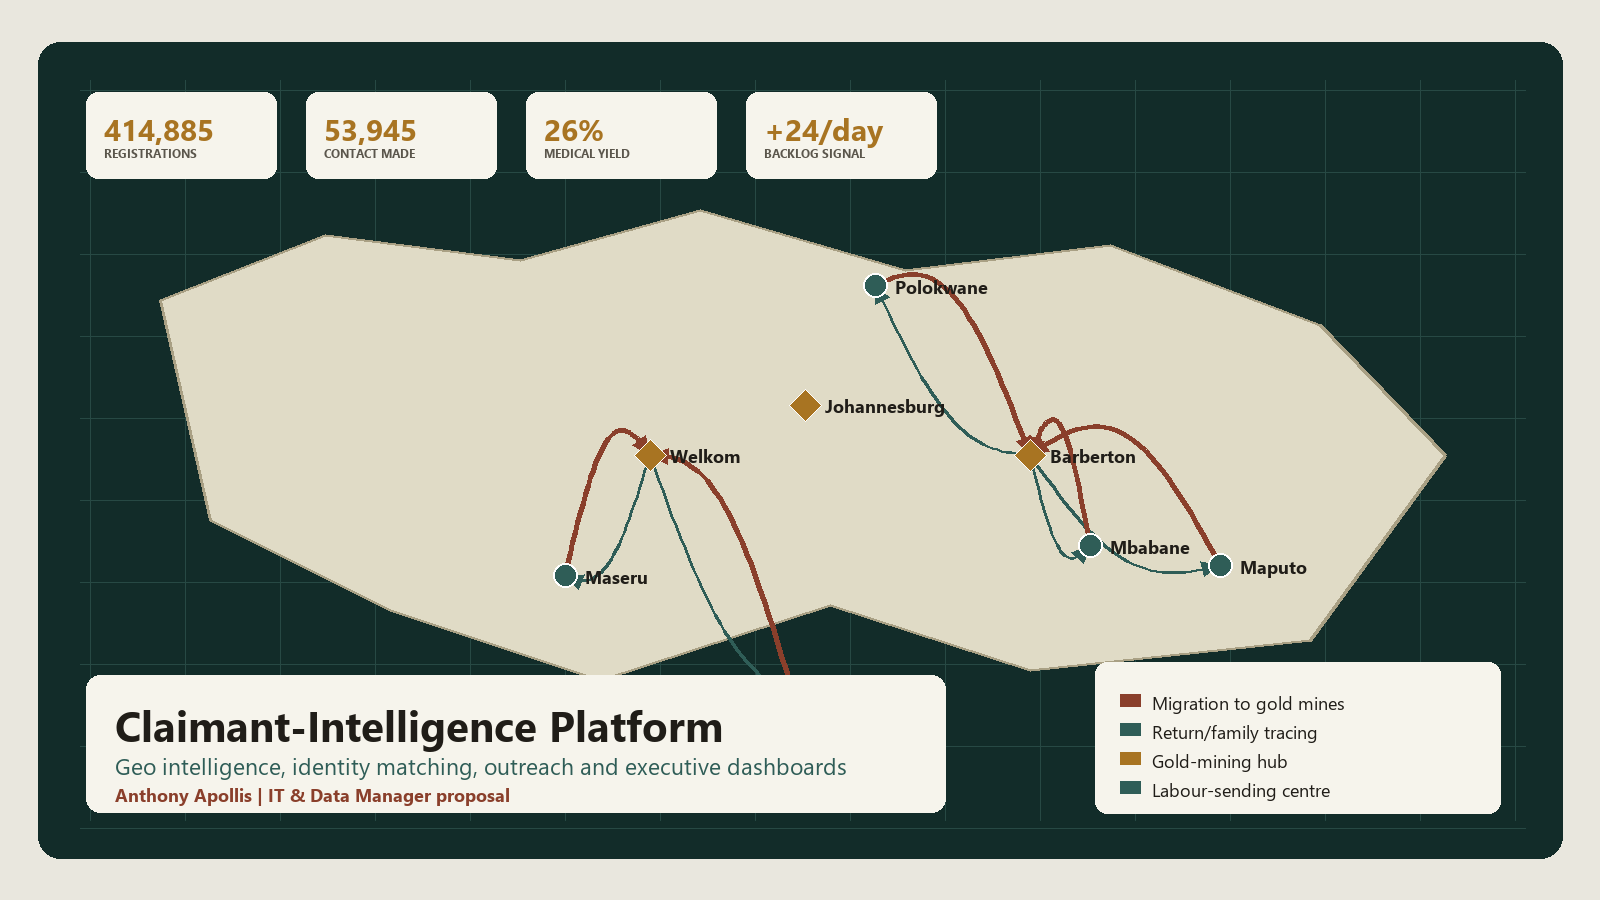 414,885
REGISTRATIONS
53,945
CONTACT MADE
26%
MEDICAL YIELD
+24/day
BACKLOG SIGNAL
Polokwane
Johannesburg
Welkom
Barberton
Mbabane
Maputo
Maseru
Claimant-Intelligence Platform
Geo intelligence, identity matching, outreach and executive dashboards
Anthony Apollis | IT & Data Manager proposal
Migration to gold mines
Return/family tracing
Gold-mining hub
Labour-sending centre